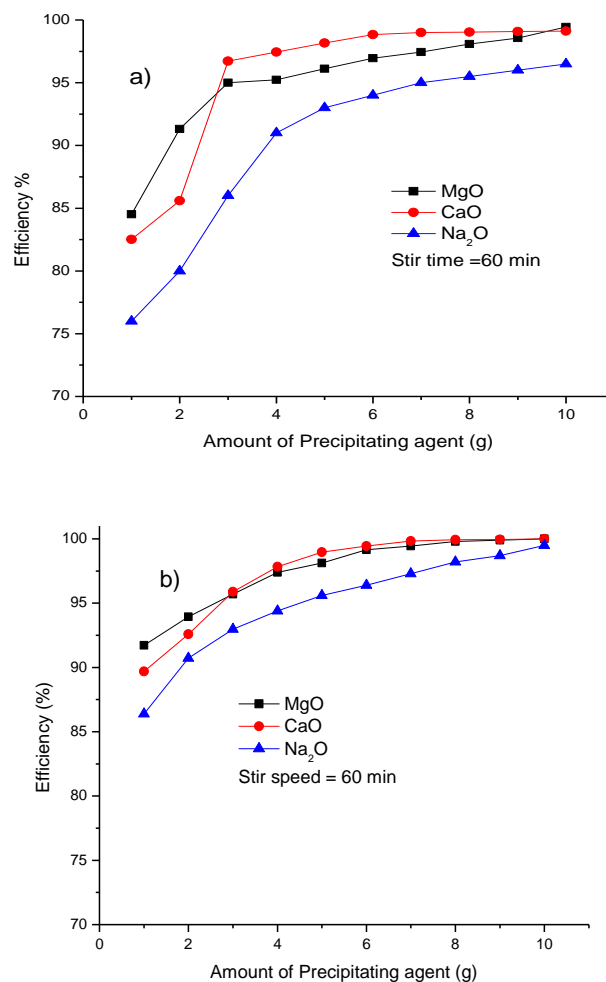 100
95
90
85
80
75
70
a)
MgO
CaO
Na₂O
Stir time =60 min
Efficiency %
0 2 4 6 8 10
Amount of Precipitating agent (g)
100
95
90
85
80
75
70
b)
MgO
CaO
Na₂O
Stir speed = 60 min
Efficiency (%)
0 2 4 6 8 10
Amount of Precipitating agent (g)